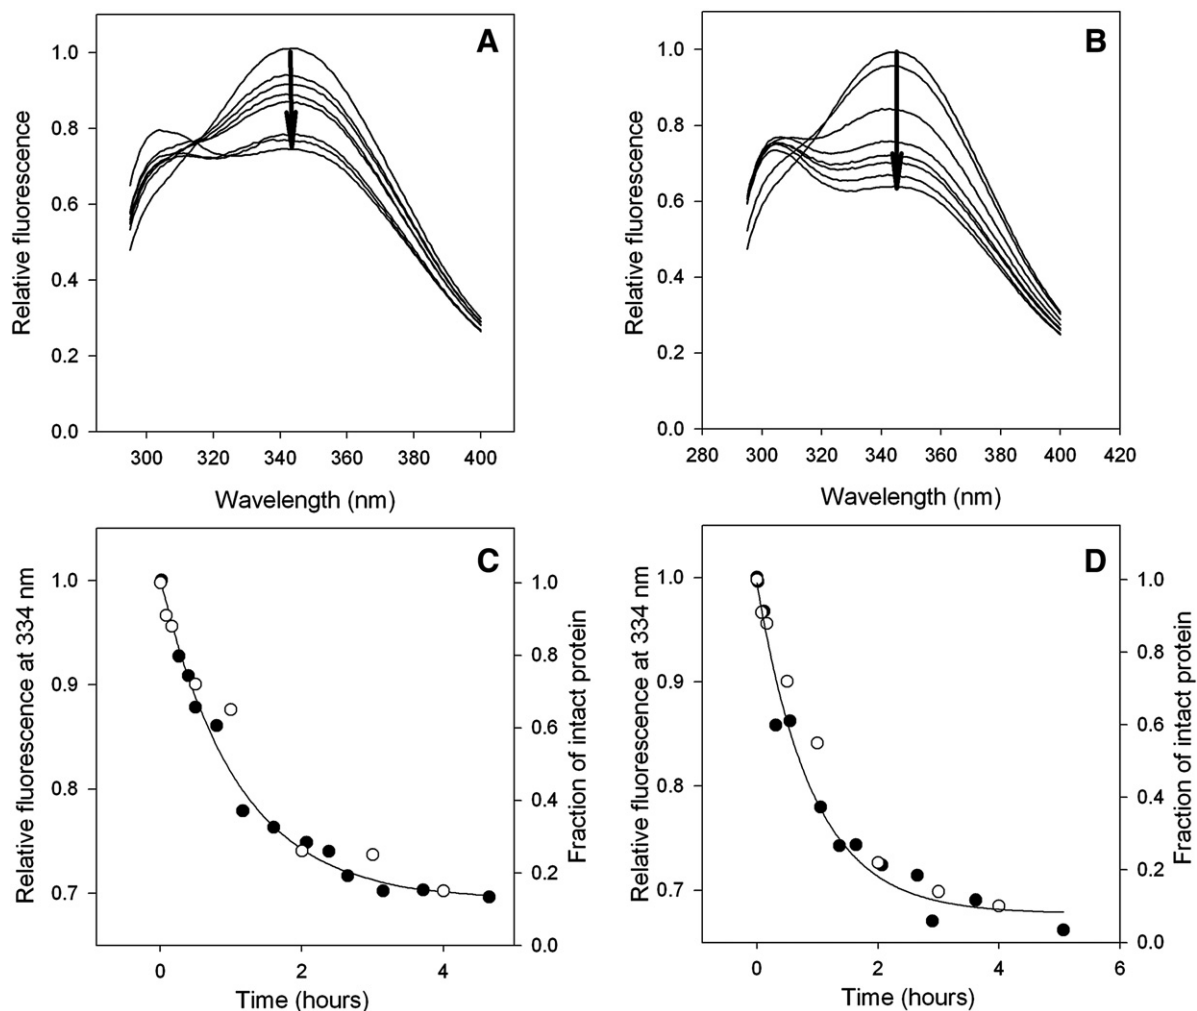 A
Relative fluorescence
1.0
0.8
0.6
0.4
0.2
0.0
300 320 340 360 380 400
Wavelength (nm)
B
Relative fluorescence
1.0
0.8
0.6
0.4
0.2
0.0
280 300 320 340 360 380 400 420
Wavelength (nm)
C
Relative fluorescence at 334 nm
1.0
0.9
0.8
0.7
Fraction of intact protein
1.0
0.8
0.6
0.4
0.2
0.0
0 2 4
Time (hours)
D
Relative fluorescence at 334 nm
1.0
0.9
0.8
0.7
Fraction of intact protein
1.0
0.8
0.6
0.4
0.2
0.0
0 2 4 6
Time (hours)